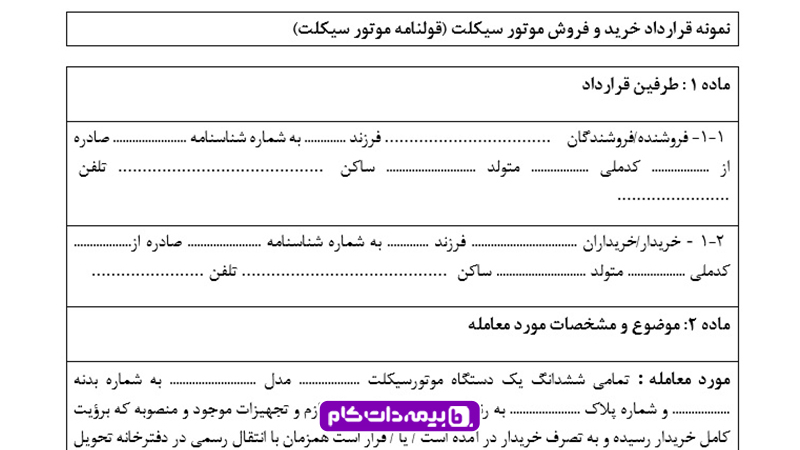 نمونه قرارداد خرید و فروش موتور سیکلت (قولنامه موتور سیکلت)
ماده ۱ : طرفین قرارداد
۱-۱- فروشنده/فروشندگان .................................. فرزند ............. به شماره شناسنامه ....................... صادره
از .................. کدملی .................. متولد ............................ ساکن .................................. تلفن
.......................
۱-۲ - خریدار/خریداران ................................. فرزند ............. به شماره شناسنامه ....................... صادره از..................
کدملی .................. متولد ............................ ساکن .................................. تلفن .......................
ماده ۲: موضوع و مشخصات مورد معامله
مورد معامله : تمامی ششدانگ یک دستگاه موتورسیکلت ................... مدل ........................... به شماره بدنه
.................. و شماره پلاک ...................... به رنگ
زم و تجهیزات موجود و منصوبه که برؤیت
بیمه دات کام
کامل خریدار رسیده و به تصرف خریدار در آمده است / یا / قرار است همزمان با انتقال رسمی در دفترخانه تحویل